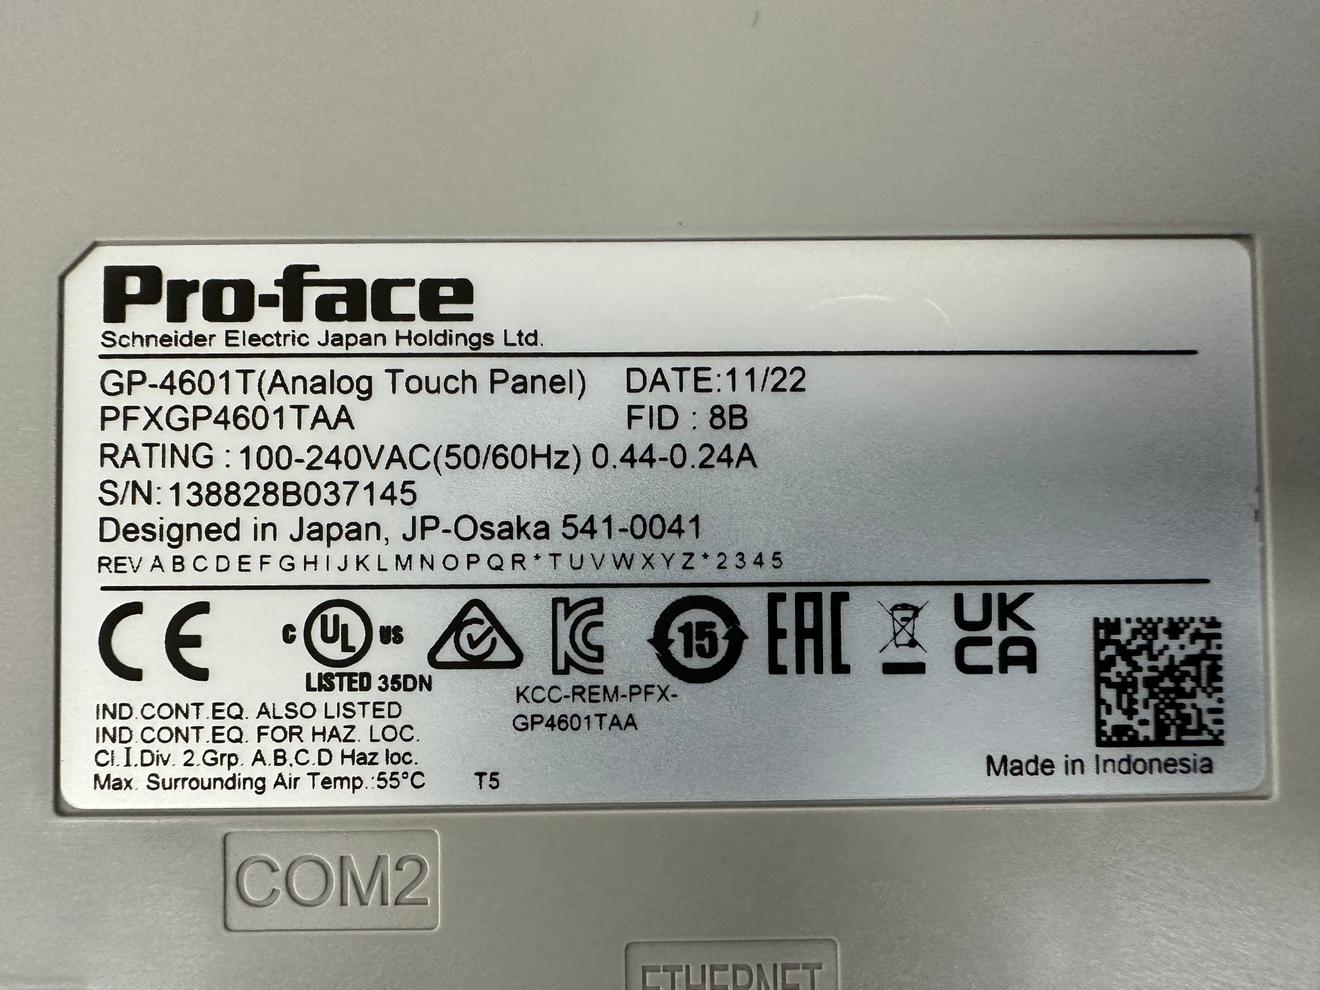 Pro-face
Schneider Electric Japan Holdings Ltd.
GP-4601T(Analog Touch Panel) DATE:11/22
PFXGP4601TAA FID : 8B
RATING : 100-240VAC(50/60Hz) 0.44-0.24A
S/N: 138828B037145
Designed in Japan, JP-Osaka 541-0041
REV A B C D E F G H I J K L M N O P Q R * T U V W X Y Z * 2 3 4 5
CE C UL US KC 15 EAC UK
CA
LISTED 35DN
KCC-REM-PFX-
GP4601TAA
IND.CONT.EQ. ALSO LISTED
IND.CONT.EQ. FOR HAZ. LOC.
Cl.I.Div. 2.Grp. A.B,C.D Haz loc.
Max. Surrounding Air Temp.:55°C T5
Made in Indonesia
COM2
ETHERNET